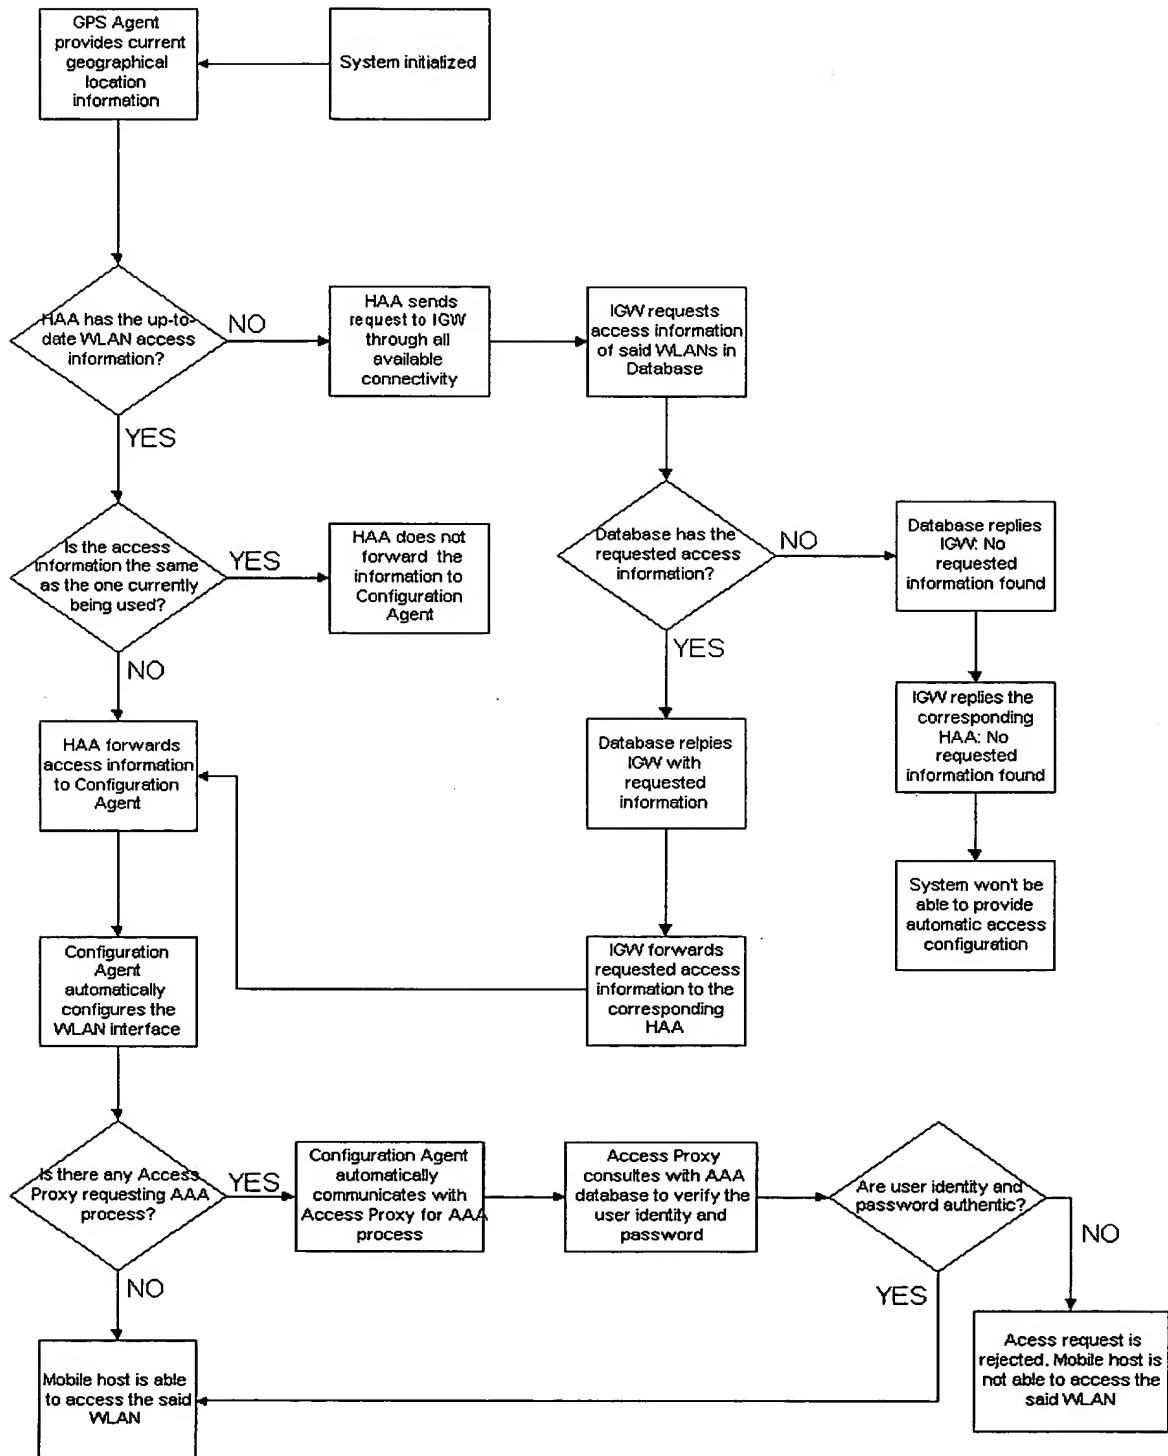 GPS Agent
provides current
geographical
location
information
System initialized
HAA has the up-to-
date WLAN access
information?
NO
HAA sends
request to IGW
through all
available
connectivity
IGW requests
access information
of said WLANs in
Database
YES
Is the access
information the same
as the one currently
being used?
YES
HAA does not
forward the
information to
Configuration
Agent
Database has the
requested access
information?
NO
Database replies
IGW: No
requested
information found
NO
YES
HAA forwards
access information
to Configuration
Agent
Database relpies
IGW with
requested
information
IGW replies the
corresponding
HAA: No
requested
information found
System won't be
able to provide
automatic access
configuration
Configuration
Agent
automatically
configures the
WLAN interface
IGW forwards
requested access
information to the
corresponding
HAA
Is there any Access
Proxy requesting AAA
process?
YES
Configuration Agent
automatically
communicates with
Access Proxy for AAA
process
Access Proxy
consultes with AAA
database to verify the
user identity and
password
Are user identity and
password authentic?
NO
NO
YES
Mobile host is able
to access the said
WLAN
Acess request is
rejected. Mobile host is
not able to access the
said WLAN